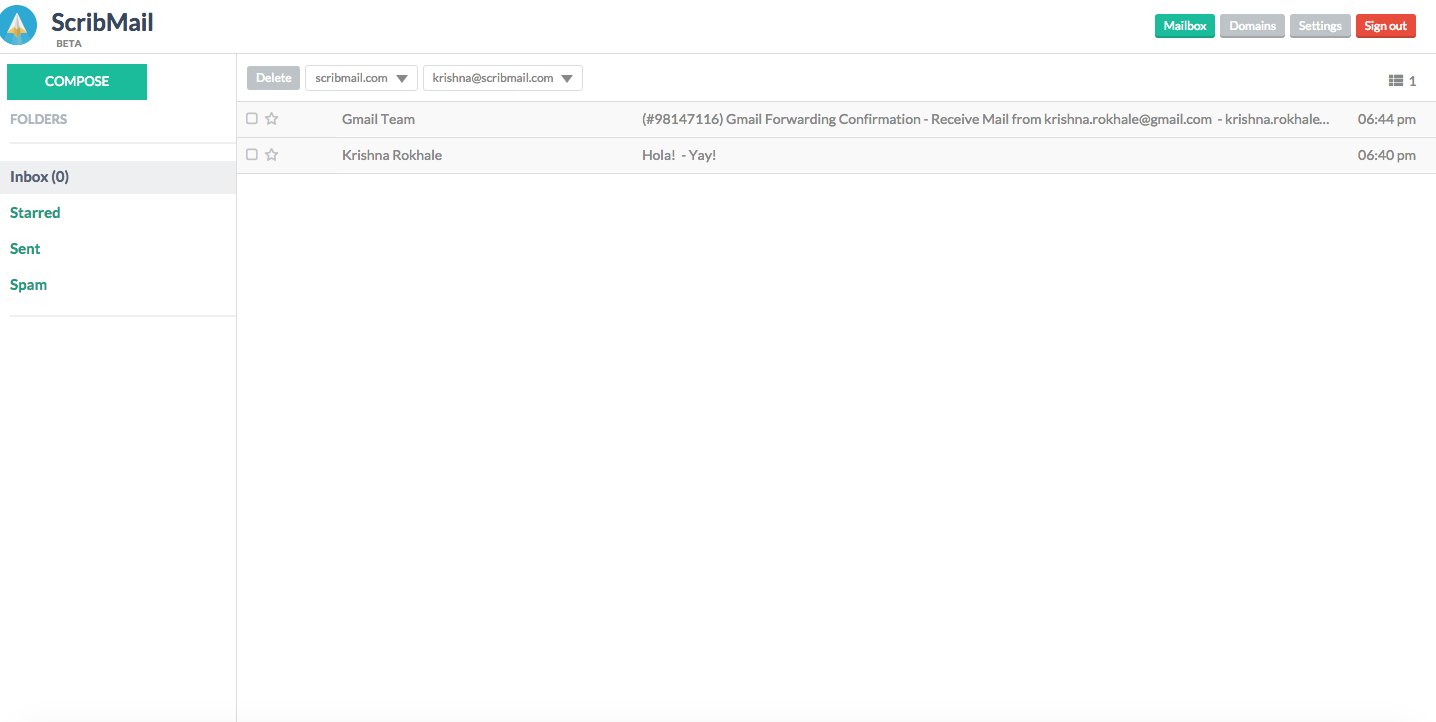 ScribMail
BETA
Mailbox Domains Settings Sign out
COMPOSE
Delete scribmail.com krishna@scribmail.com 1
FOLDERS
Gmail Team (#98147116) Gmail Forwarding Confirmation - Receive Mail from krishna.rokhale@gmail.com - krishna.rokhale... 06:44 pm
Krishna Rokhale Hola! - Yay! 06:40 pm
Inbox (0)
Starred
Sent
Spam